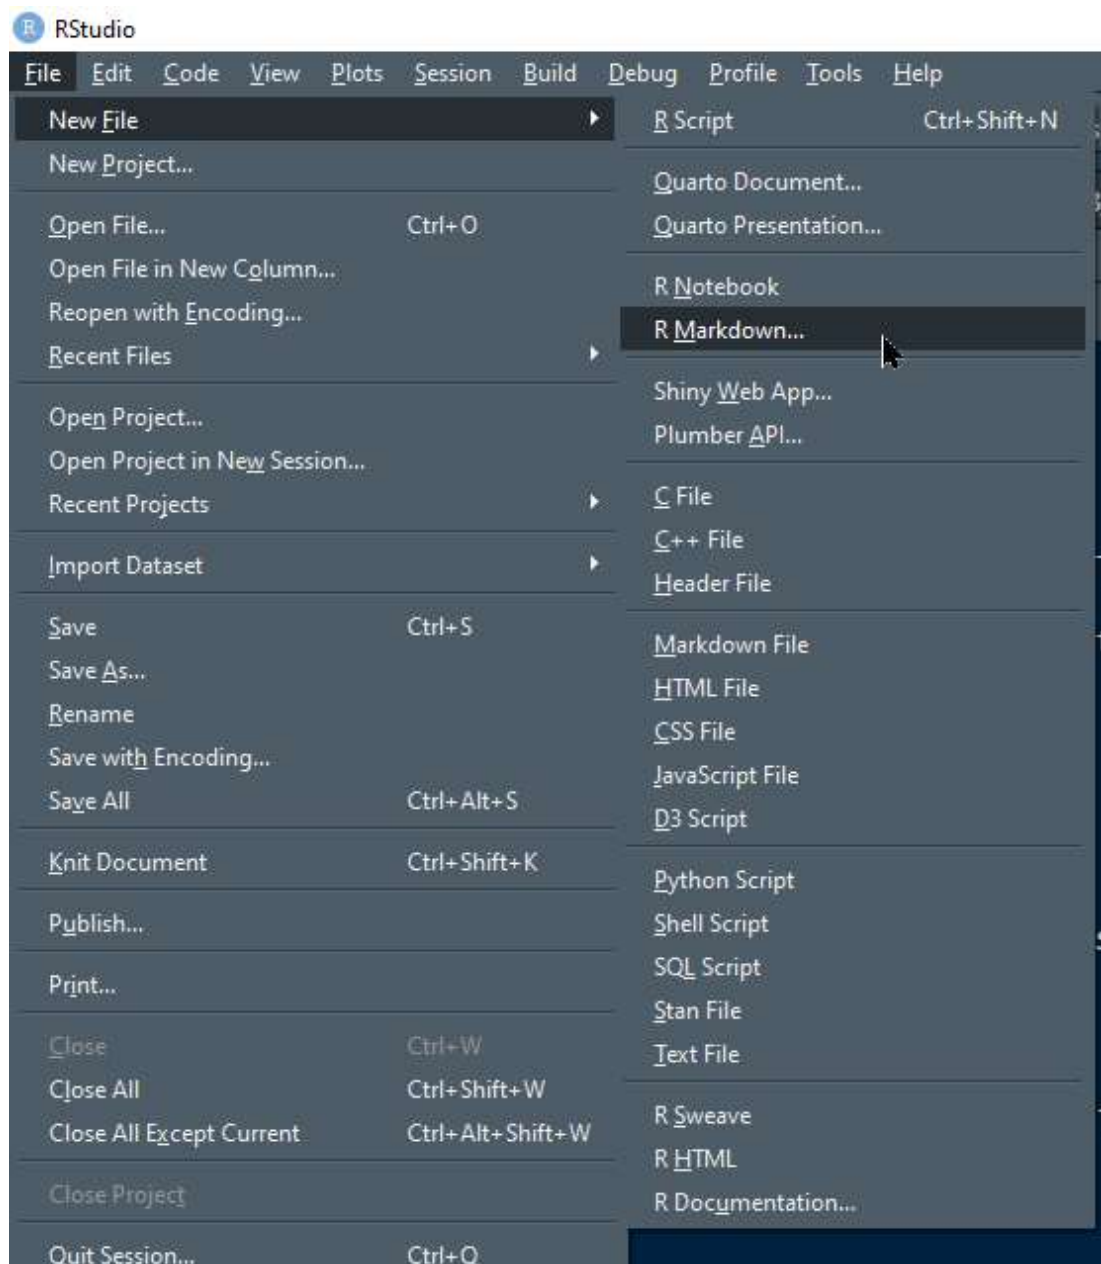 RStudio
File Edit Code View Plots Session Build Debug Profile Tools Help
New File
New Project...
Open File... Ctrl+O
Open File in New Column...
Reopen with Encoding...
Recent Files
Open Project...
Open Project in New Session...
Recent Projects
Import Dataset
Save Ctrl+S
Save As...
Rename
Save with Encoding...
Save All Ctrl+Alt+S
Knit Document Ctrl+Shift+K
Publish...
Print...
Close Ctrl+W
Close All Ctrl+Shift+W
Close All Except Current Ctrl+Alt+Shift+W
Close Project
Quit Session... Ctrl+Q
R Script Ctrl+Shift+N
Quarto Document...
Quarto Presentation...
R Notebook
R Markdown...
Shiny Web App...
Plumber API...
C File
C++ File
Header File
Markdown File
HTML File
CSS File
JavaScript File
D3 Script
Python Script
Shell Script
SQL Script
Stan File
Text File
R Sweave
R HTML
R Documentation...